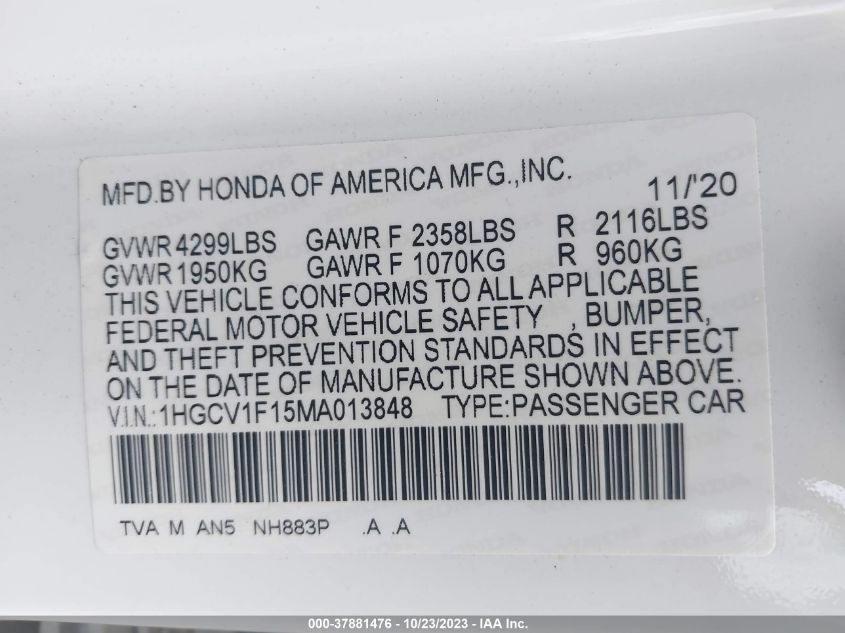 MFD.BY HONDA OF AMERICA MFG.,INC. 11/'20
GVWR 4299LBS GAWR F 2358LBS R 2116LBS
GVWR 1950KG GAWR F 1070KG R 960KG
THIS VEHICLE CONFORMS TO ALL APPLICABLE
FEDERAL MOTOR VEHICLE SAFETY , BUMPER,
AND THEFT PREVENTION STANDARDS IN EFFECT
ON THE DATE OF MANUFACTURE SHOWN ABOVE.
V.I.N.:1HGCV1F15MA013848 TYPE:PASSENGER CAR
TVA M AN5 NH883P .A .A
000-37881476 - 10/23/2023 - IAA Inc.